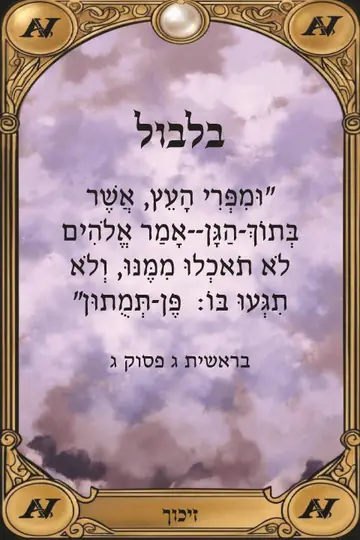 בלבול
"וּמִפְּרִי הָעֵץ, אֲשֶׁר
בְּתוֹךְ-הַגָּן--אָמַר אֱלֹהִים
לֹא תֹאכְלוּ מִמֶּנּוּ, וְלֹא
תִגְּעוּ בּוֹ: פֶּן-תְּמֻתוּן"
בראשית ג פסוק ג
זיכוך